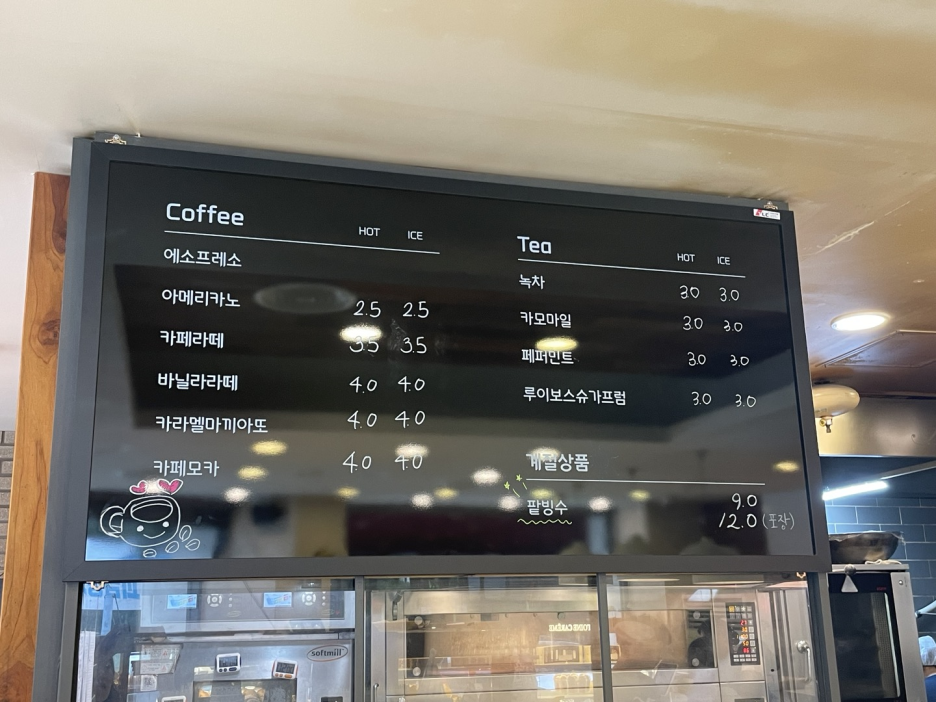 Coffee
HOT ICE
에소프레소
아메리카노 2.5 2.5
카페라떼 3.5 3.5
바닐라라떼 4.0 4.0
카라멜마끼아또 4.0 4.0
카페모카 4.0 4.0
Tea
HOT ICE
녹차 3.0 3.0
카모마일 3.0 3.0
페퍼민트 3.0 3.0
루이보스슈가프럼 3.0 3.0
계절상품
팥빙수 9.0
12.0 (포장)
softmill